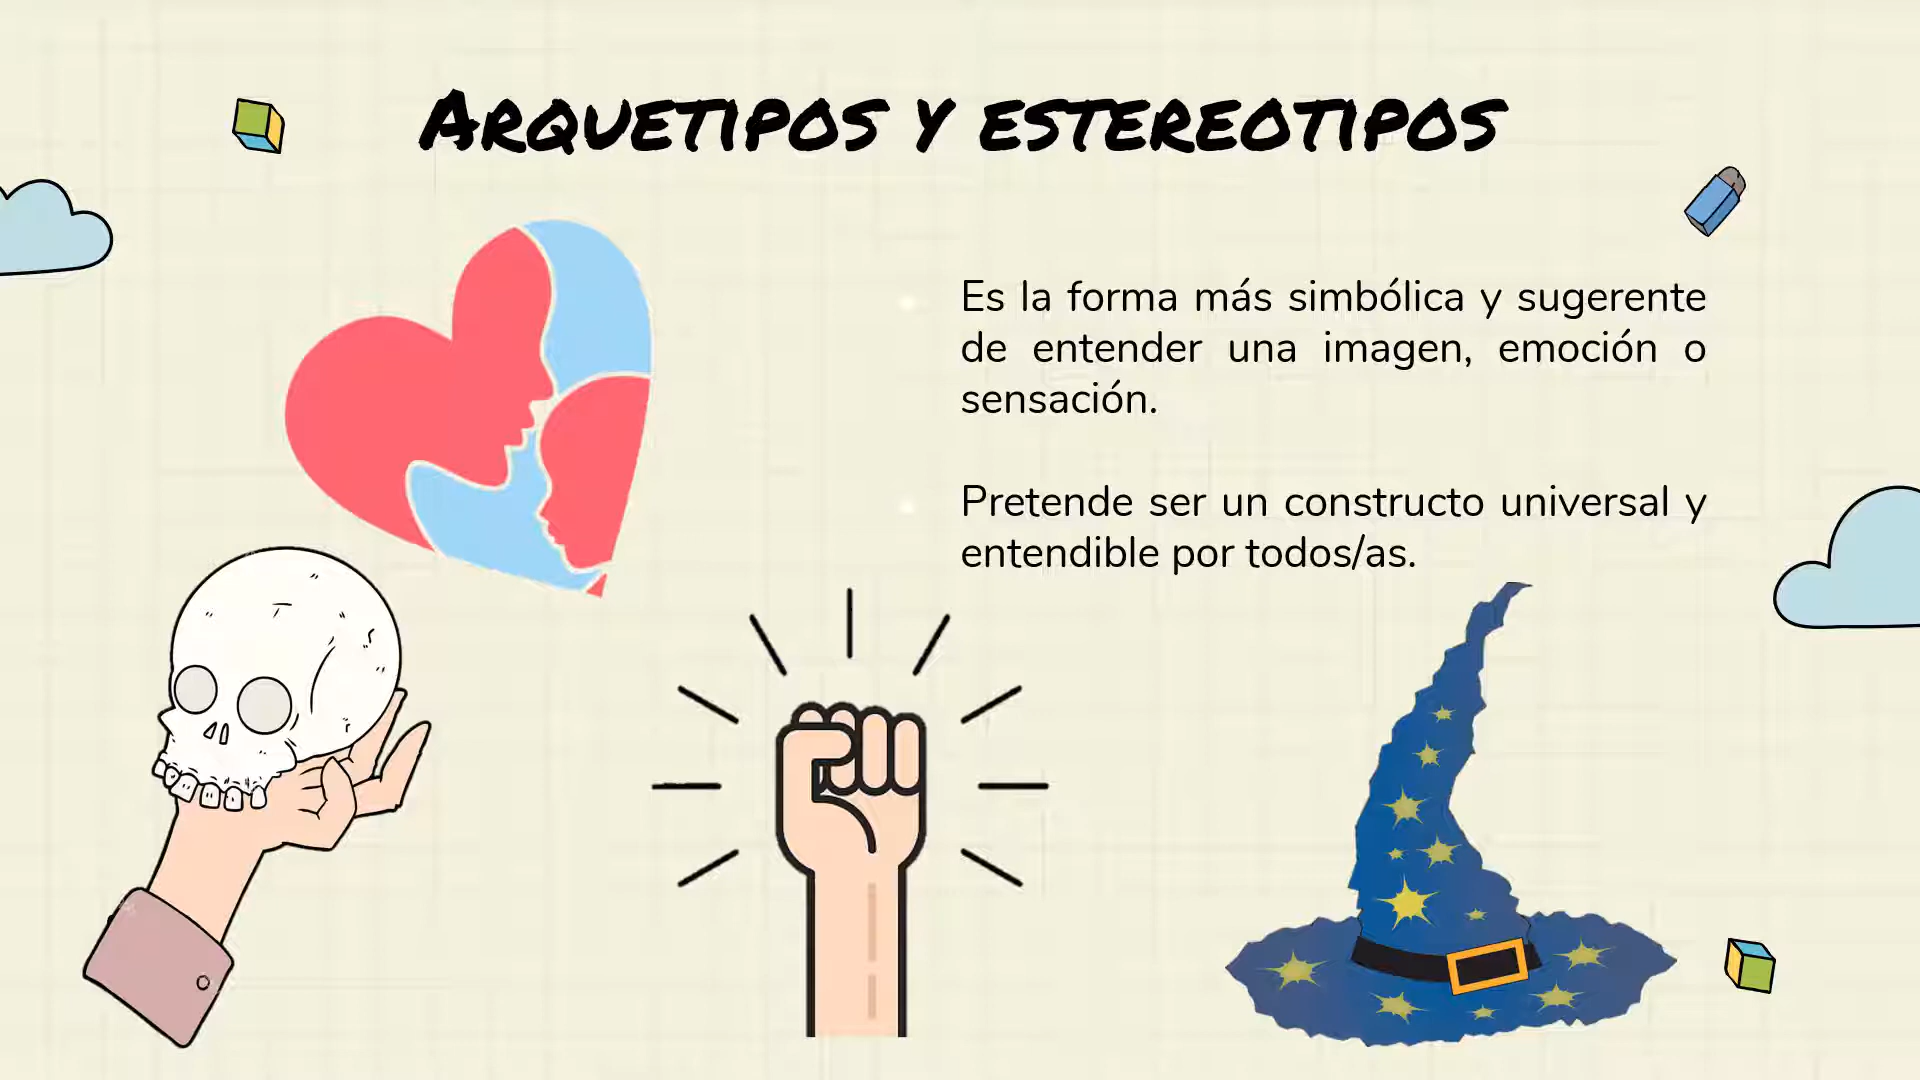 Arquetipos y estereotipos
Es la forma más simbólica y sugerente
de entender una imagen, emoción o
sensación.
Pretende ser un constructo universal y
entendible por todos/as.